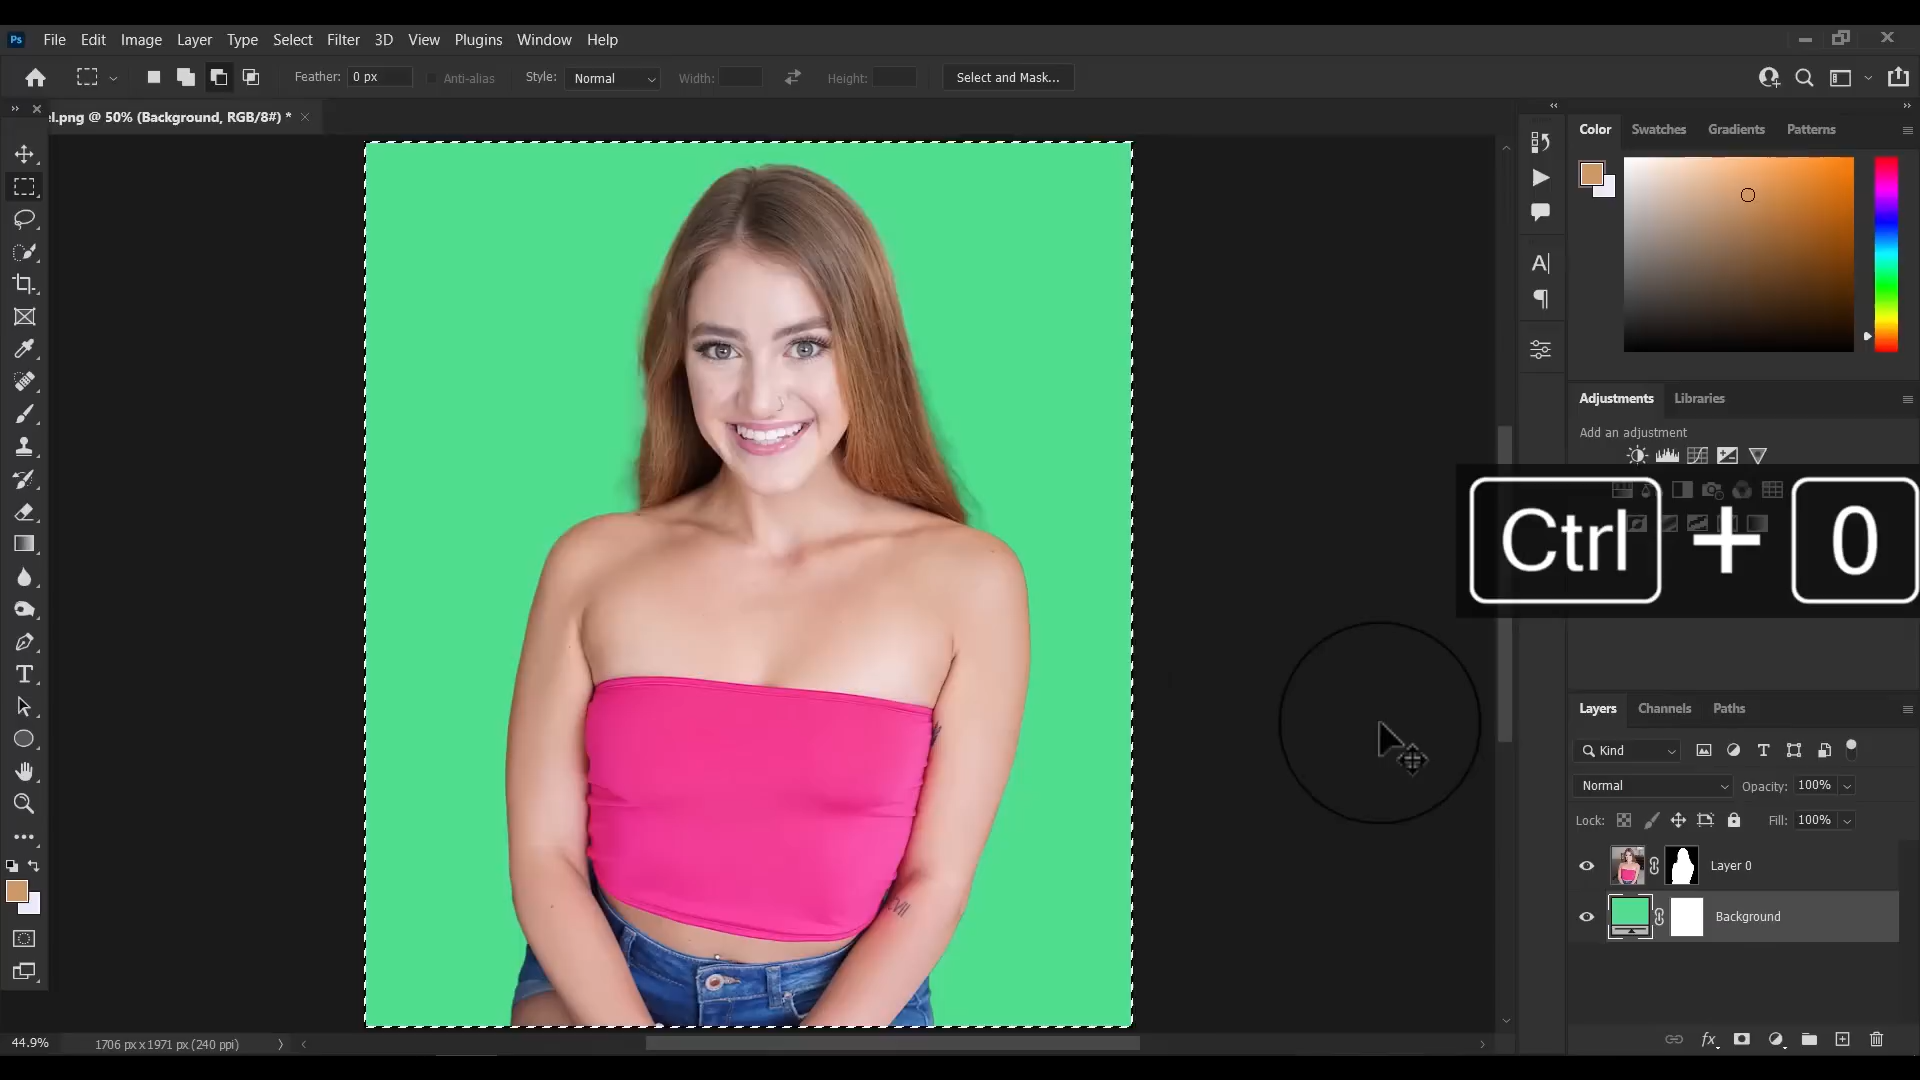 Ps File Edit Image Layer Type Select Filter 3D View Plugins Window Help
Feather: 0 px Anti-alias Style: Normal Width: Height: Select and Mask...
el.png @ 50% (Background, RGB/8#) *
Color Swatches Gradients Patterns
Adjustments Libraries
Add an adjustment
Ctrl + 0
Layers Channels Paths
Kind
Normal Opacity: 100%
Lock: Fill: 100%
Layer 0
Background
44.9% 1706 px x 1971 px (240 ppi)